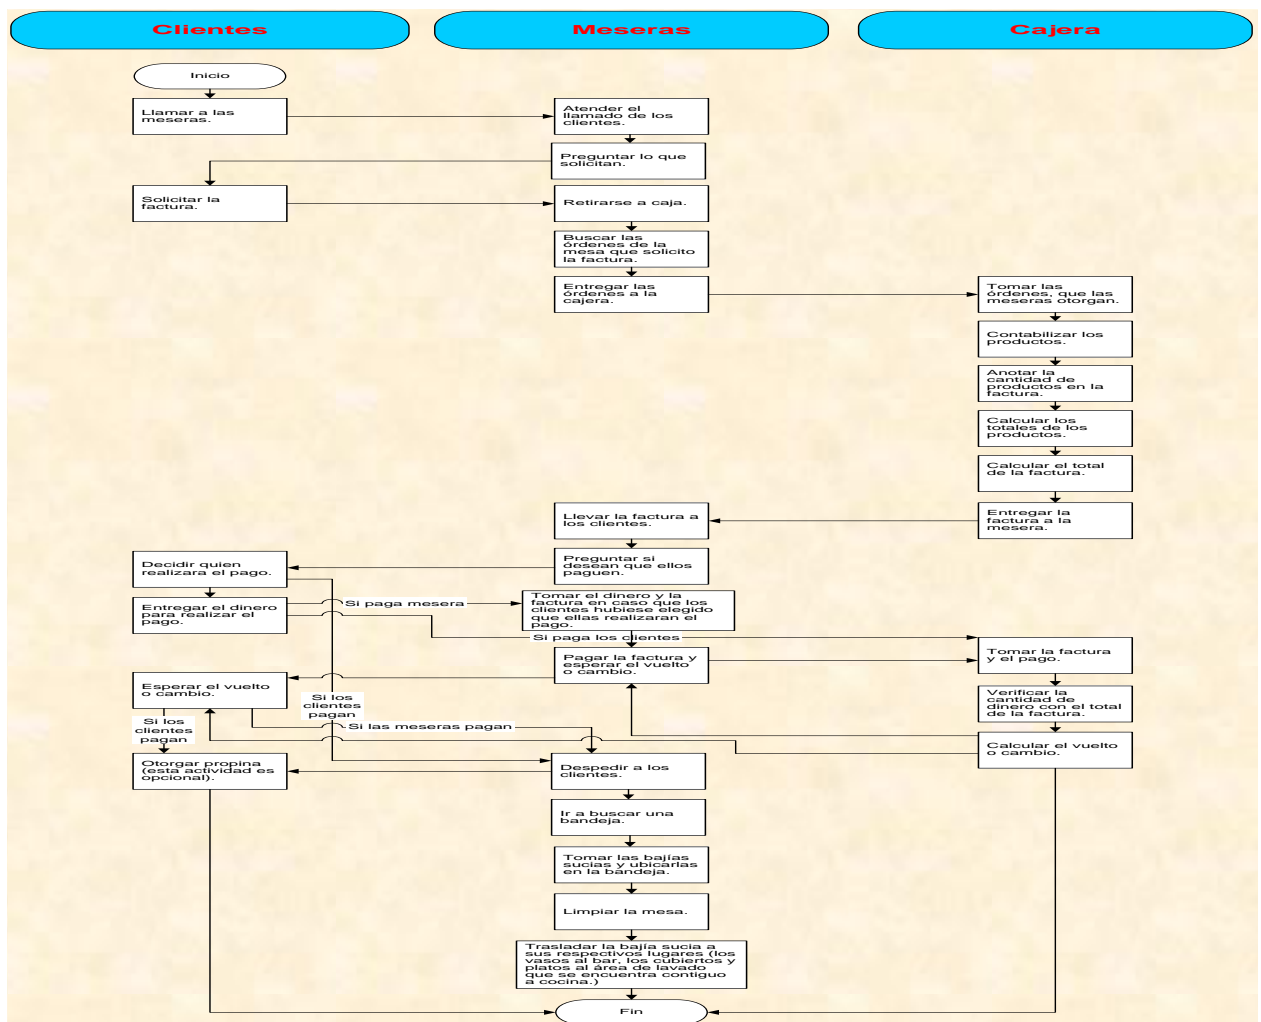 Clientes
Meseras
Cajera
Inicio
Llamar a las
meseras.
Atender el
llamado de los
clientes.
Preguntar lo que
solicitan.
Solicitar la
factura.
Retirarse a caja.
Buscar las
órdenes de la
mesa que solicito
la factura.
Entregar las
órdenes a la
cajera.
Tomar las
órdenes, que las
meseras otorgan.
Contabilizar los
productos.
Anotar la
cantidad de
productos en la
factura.
Calcular los
totales de los
productos.
Calcular el total
de la factura.
Entregar la
factura a la
mesera.
Llevar la factura a
los clientes.
Preguntar si
desean que ellos
paguen.
Decidir quien
realizara el pago.
Entregar el dinero
para realizar el
pago.
Si paga mesera
Tomar el dinero y la
factura en caso que los
clientes hubiese elegido
que ellas realizaran el
pago.
Si paga los clientes
Tomar la factura
y el pago.
Pagar la factura y
esperar el vuelto
o cambio.
Esperar el vuelto
o cambio.
Verificar la
cantidad de
dinero con el total
de la factura.
Si los
clientes
pagan
Si los
clientes
pagan
Si las meseras pagan
Calcular el vuelto
o cambio.
Otorgar propina
(esta actividad es
opcional).
Despedir a los
clientes.
Ir a buscar una
bandeja.
Tomar las bajías
sucias y ubicarlas
en la bandeja.
Limpiar la mesa.
Trasladar la bajía sucia a
sus respectivos lugares (los
vasos al bar, los cubiertos y
platos al área de lavado
que se encuentra contiguo
a cocina.)
Fin